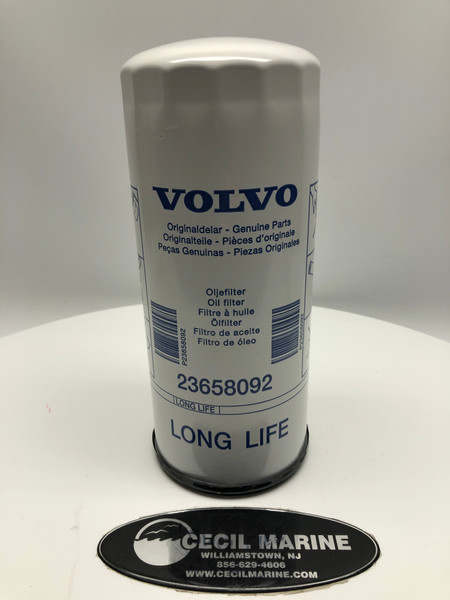 VOLVO
Originaldelar - Genuine Parts
Originalteile - Pièces d'originale
Peças Genuinas - Piezas Originales
Oljefilter
Oil filter
Filtre à huile
Ölfilter
Filtro de aceite
Filtro de óleo
P23658092
P23658092
23658092
LONG LIFE
LONG LIFE
CECIL MARINE
WILLIAMSTOWN, NJ
856-629-4606
WWW.CECILMARINE.COM